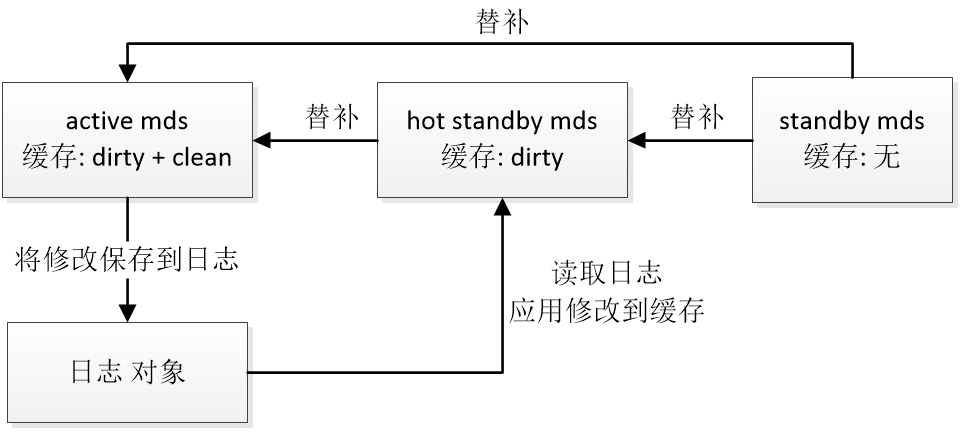 替补
active mds
缓存: dirty + clean
替补
hot standby mds
缓存: dirty
替补
standby mds
缓存: 无
将修改保存到日志
读取日志
应用修改到缓存
日志 对象